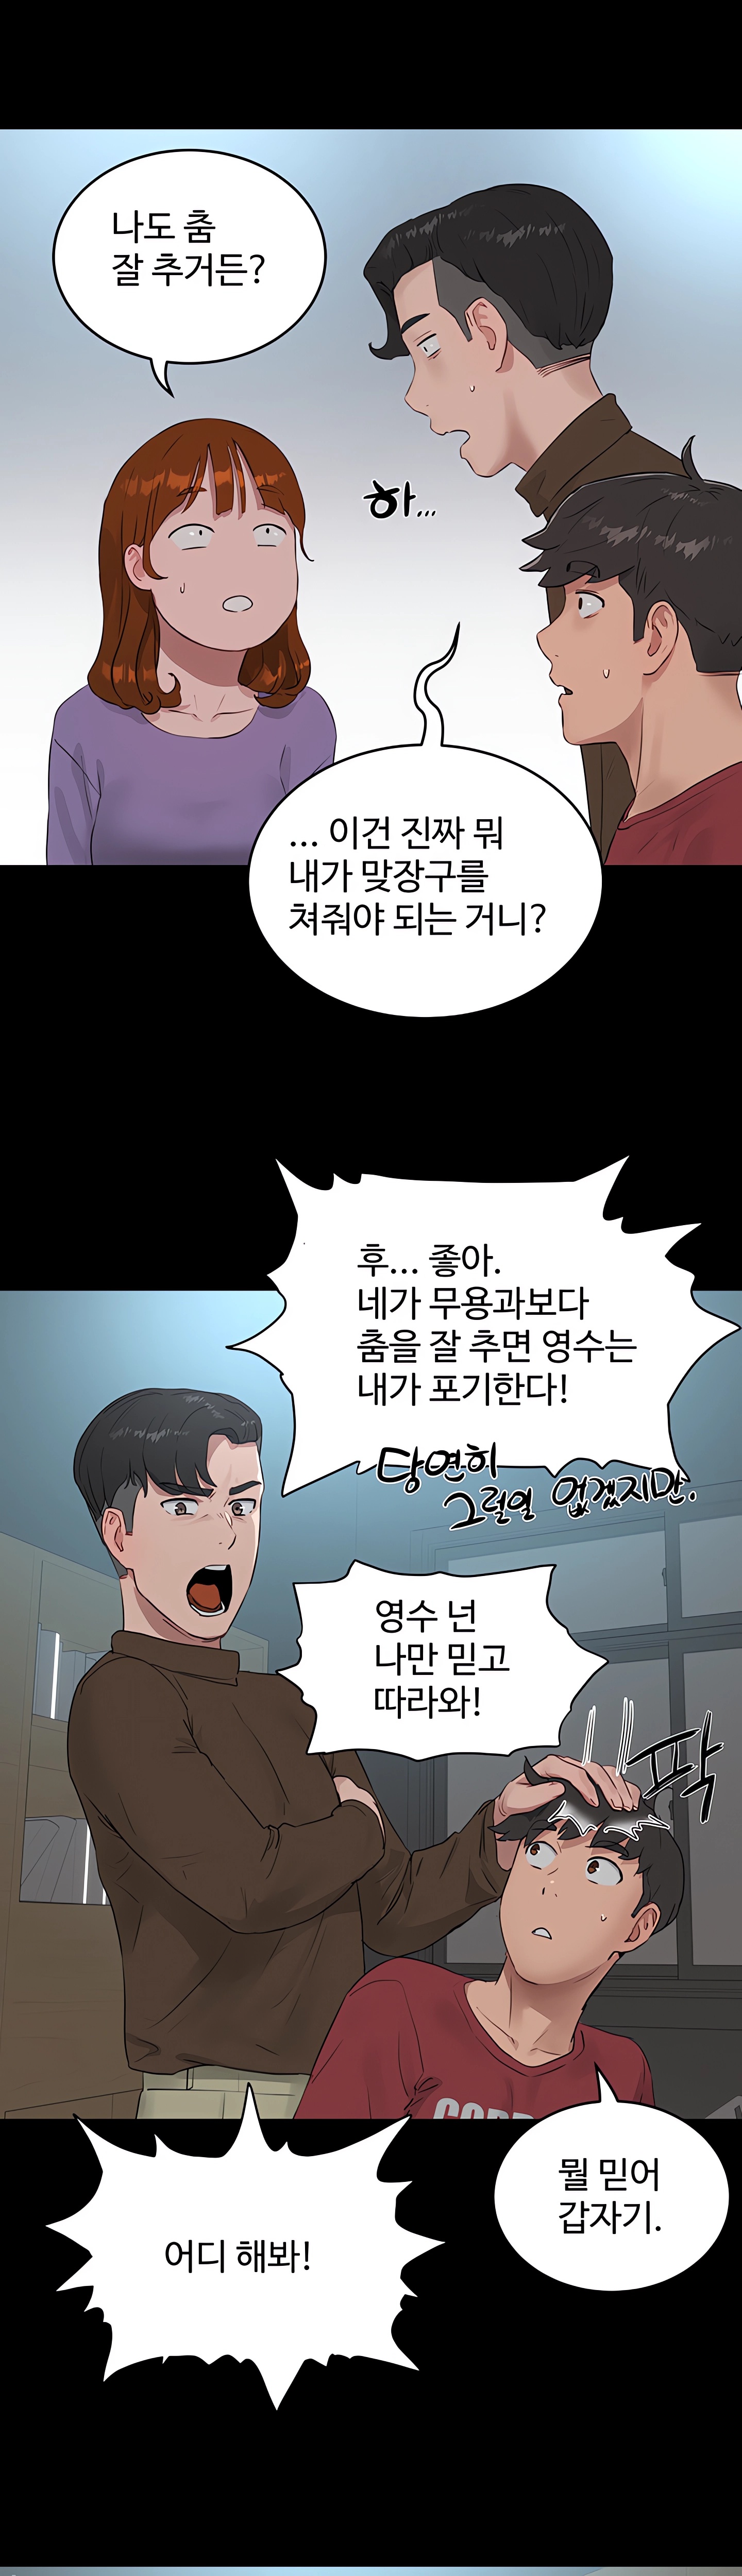 나도 춤
잘 추거든?
하...
... 이건 진짜 뭐
내가 맞장구를
쳐줘야 되는 거니?
후... 좋아.
네가 무용과보다
춤을 잘 추면 영수는
내가 포기한다!
당연히
그럴일 없겠지만.
영수 넌
나만 믿고
따라와!
팍
뭘 믿어
갑자기.
어디 해봐!